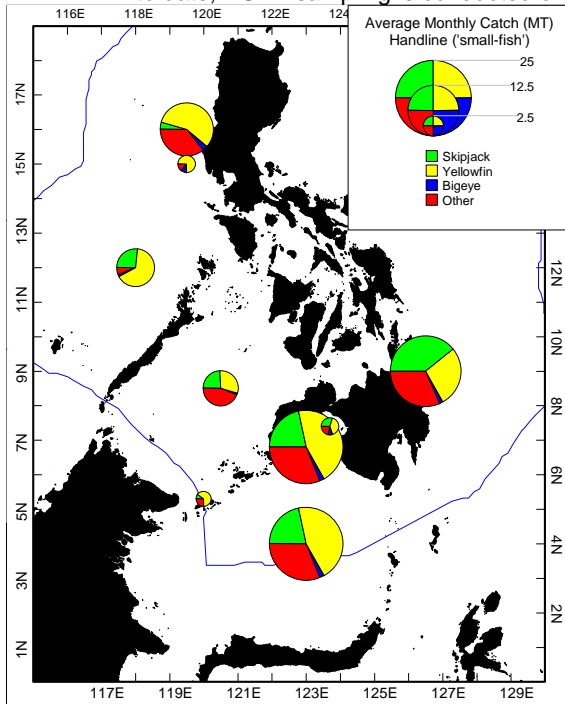 116E 118E 120E 122E 124
Average Monthly Catch (MT)
Handline ('small-fish')
25
12.5
2.5
Skipjack
Yellowfin
Bigeye
Other
17N
15N
13N
11N
9N
7N
5N
3N
1N
12N
10N
8N
6N
4N
2N
117E 119E 121E 123E 125E 127E 129E